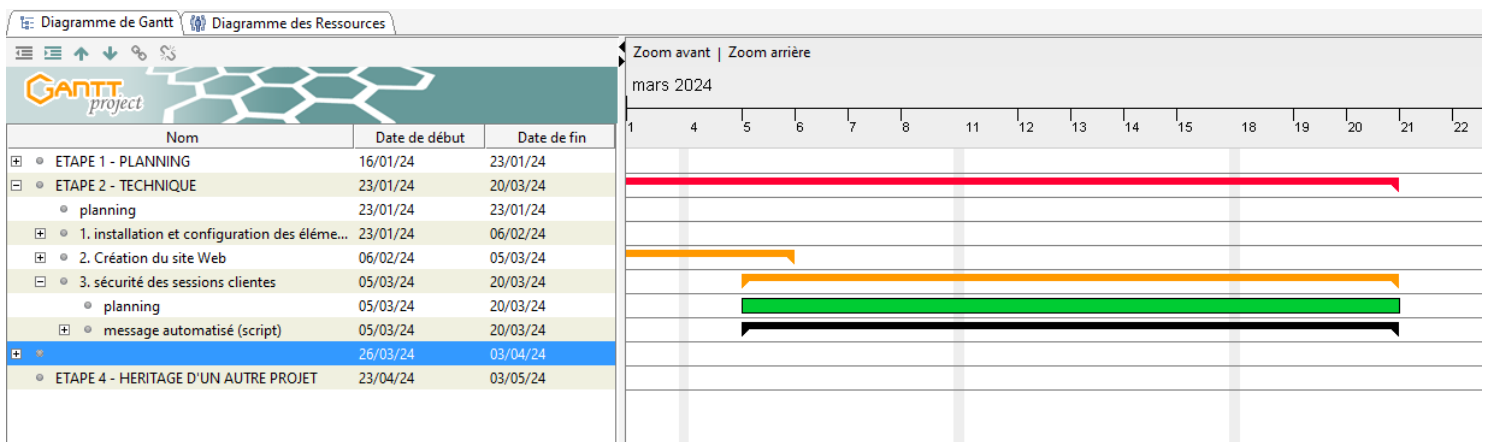 Diagramme de Gantt Diagramme des Ressources
Zoom avant | Zoom arrière
GANTT project
mars 2024
Nom Date de début Date de fin
1 4 5 6 7 8 11 12 13 14 15 18 19 20 21 22
ETAPE 1 - PLANNING 16/01/24 23/01/24
ETAPE 2 - TECHNIQUE 23/01/24 20/03/24
planning 23/01/24 23/01/24
1. installation et configuration des éléme... 23/01/24 06/02/24
2. Création du site Web 06/02/24 05/03/24
3. sécurité des sessions clientes 05/03/24 20/03/24
planning 05/03/24 20/03/24
message automatisé (script) 05/03/24 20/03/24
26/03/24 03/04/24
ETAPE 4 - HERITAGE D'UN AUTRE PROJET 23/04/24 03/05/24